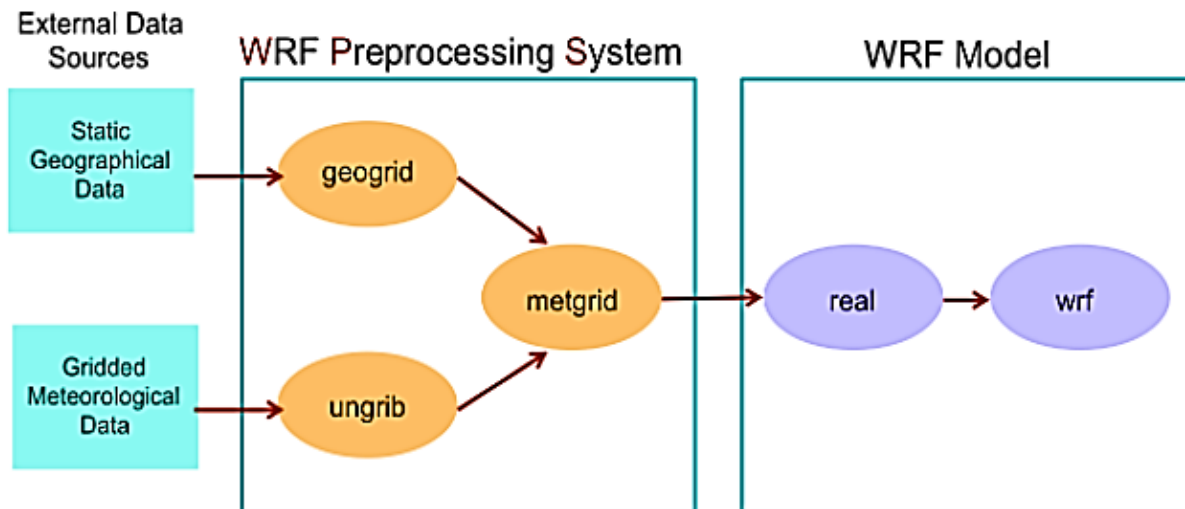 External Data
Sources
WRF Preprocessing System
WRF Model
Static
Geographical
Data
geogrid
metgrid
real
wrf
Gridded
Meteorological
Data
ungrib